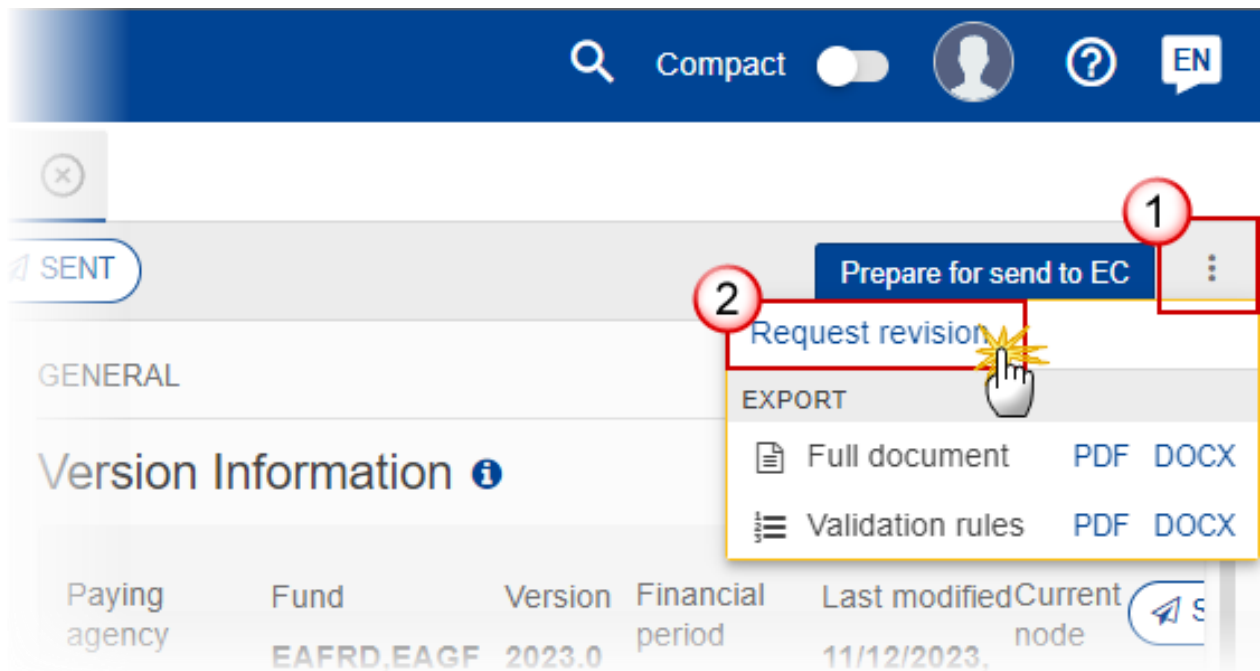 Compact EN
SENT
Prepare for send to EC
1
2
Request revision
GENERAL
EXPORT
Full document PDF DOCX
Validation rules PDF DOCX
Version Information
Paying agency
Fund
EAFRD,EAGF
Version
2023.0
Financial period
Last modified
11/12/2023,
Current node
S